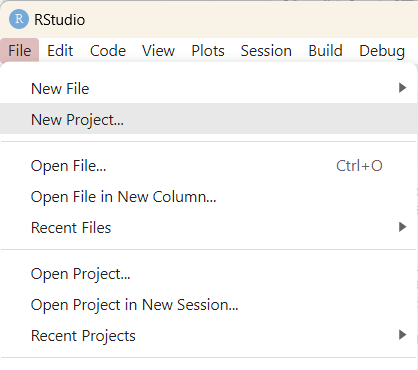 R RStudio
File Edit Code View Plots Session Build Debug
New File
New Project...
Open File... Ctrl+O
Open File in New Column...
Recent Files
Open Project...
Open Project in New Session...
Recent Projects